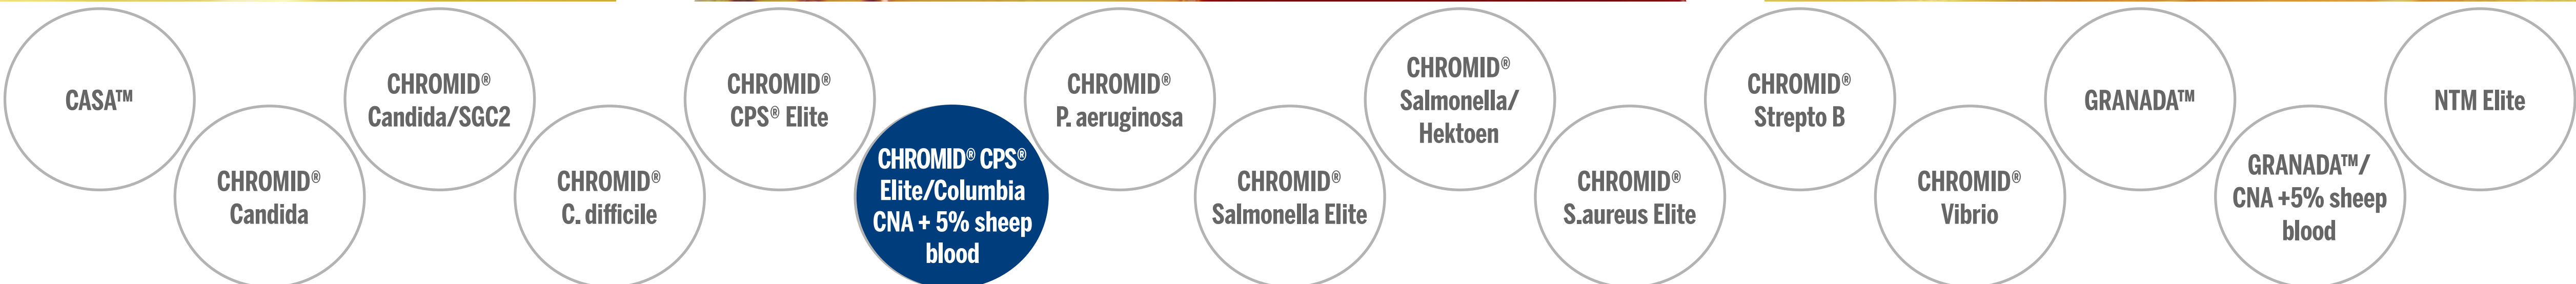 CASA™
CHROMID®
Candida
CHROMID®
Candida/SGC2
CHROMID®
C. difficile
CHROMID®
CPS® Elite
CHROMID® CPS®
Elite/Columbia
CNA + 5% sheep
blood
CHROMID®
P. aeruginosa
CHROMID®
Salmonella Elite
CHROMID®
Salmonella/
Hektoen
CHROMID®
S.aureus Elite
CHROMID®
Strepto B
CHROMID®
Vibrio
GRANADA™
GRANADA™/
CNA +5% sheep
blood
NTM Elite